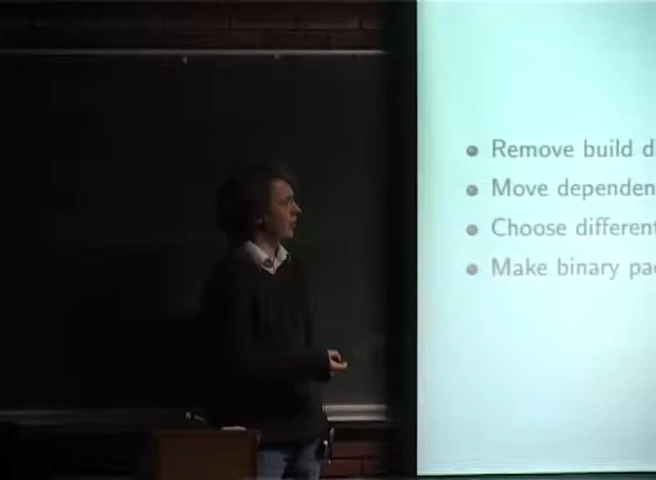 Remove build d
Move dependen
Choose different
Make binary pa